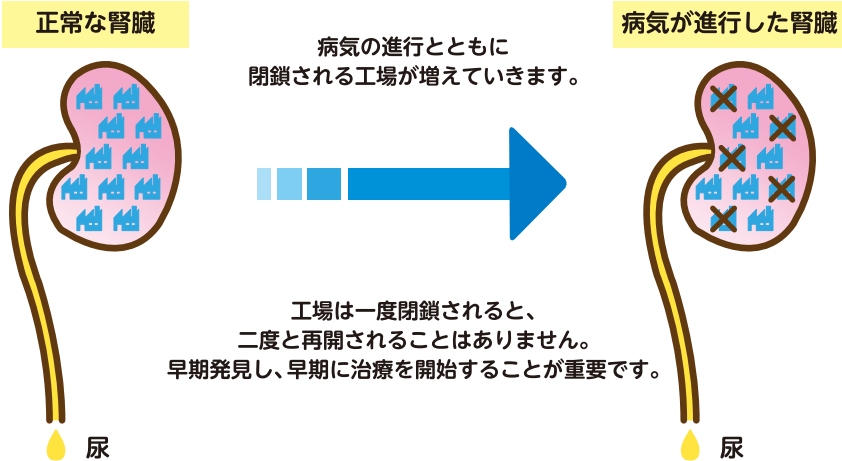 正常な腎臓
病気が進行した腎臓
病気の進行とともに
閉鎖される工場が増えていきます。
工場は一度閉鎖されると、
二度と再開されることはありません。
早期発見し、早期に治療を開始することが重要です。
尿
尿